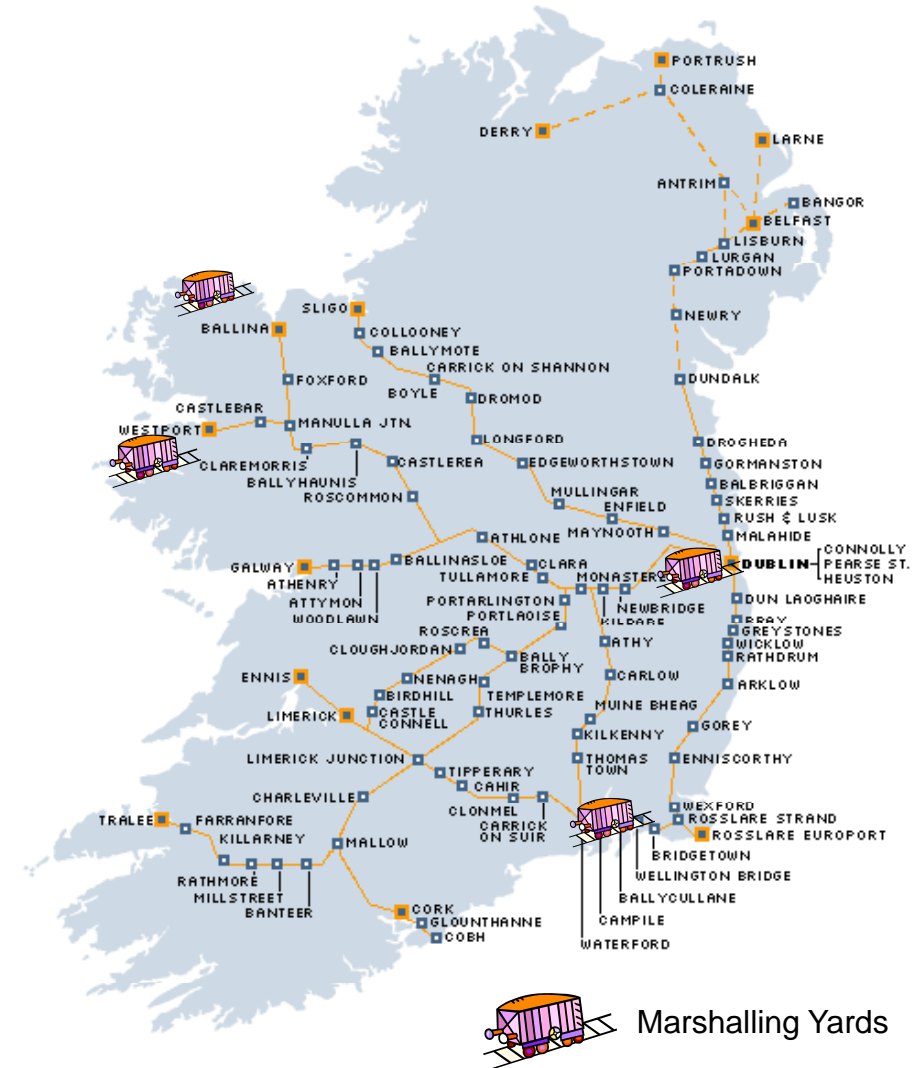 PORTRUSH
COLERAINE
DERRY
LARNE
ANTRIM
BANGOR
BELFAST
LISBURN
LURGAN
PORTADOWN
SLIGO
NEWRY
BALLINA
COLLOONEY
BALLYMOTE
CARRICK ON SHANNON
FOXFORD
BOYLE
DUNDALK
DROMOD
CASTLEBAR
WESTPORT
MANULLA JTN.
LONGFORD
DROGHEDA
CLAREMORRIS
CASTLEREA
EDGEWORTHSTOWN
GORMANSTON
BALLYHAUNIS
BALBRIGGAN
ROSCOMMON
MULLINGAR
SKERRIES
ENFIELD
RUSH & LUSK
MAYNOOTH
ATHLONE
MALAHIDE
CONNOLLY
BALLINASLOE
CLARA
DUBLIN
PEARSE ST.
GALWAY
HEUSTON
ATHENRY
TULLAMORE
ATTYMON
PORTARLINGTON
NEWBRIDGE
DUN LAOGHAIRE
WOODLAWN
PORTLAOISE
KILDARE
BRAY
ROSCREA
GREYSTONES
CLOUGHJORDAN
ATHY
WICKLOW
BALLY
BROPHY
RATHDRUM
ENNIS
NENAGH
CARLOW
ARKLOW
BIRDHILL
TEMPLEMORE
LIMERICK
CASTLE
CONNELL
THURLES
MUINE BHEAG
GOREY
KILKENNY
LIMERICK JUNCTION
THOMAS
TOWN
ENNISCORTHY
TIPPERARY
CAHIR
CHARLEVILLE
CLONMEL
WEXFORD
TRALEE
FARRANFORE
CARRICK
ON SUIR
ROSSLARE STRAND
KILLARNEY
MALLOW
ROSSLARE EUROPORT
BRIDGETOWN
RATHMORE
WELLINGTON BRIDGE
MILLSTREET
BALLYCULLANE
BANTEER
CORK
CAMPILE
GLOUNTHANNE
COBH
WATERFORD
Marshalling Yards